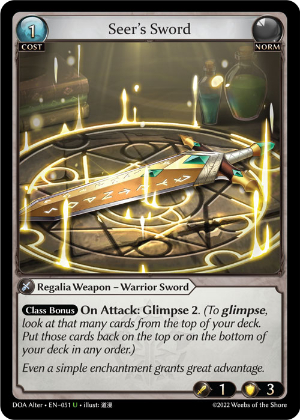 1
Seer's Sword
COST
NORM
Regalia Weapon – Warrior Sword
Class Bonus On Attack: Glimpse 2. (To glimpse,
look at that many cards from the top of your deck.
Put those cards back on the top or on the bottom of
your deck in any order.)
Even a simple enchantment grants great advantage.
1
3
DOA Alter • EN-051 U • illust: 道湯
©2022 Weebs of the Shore